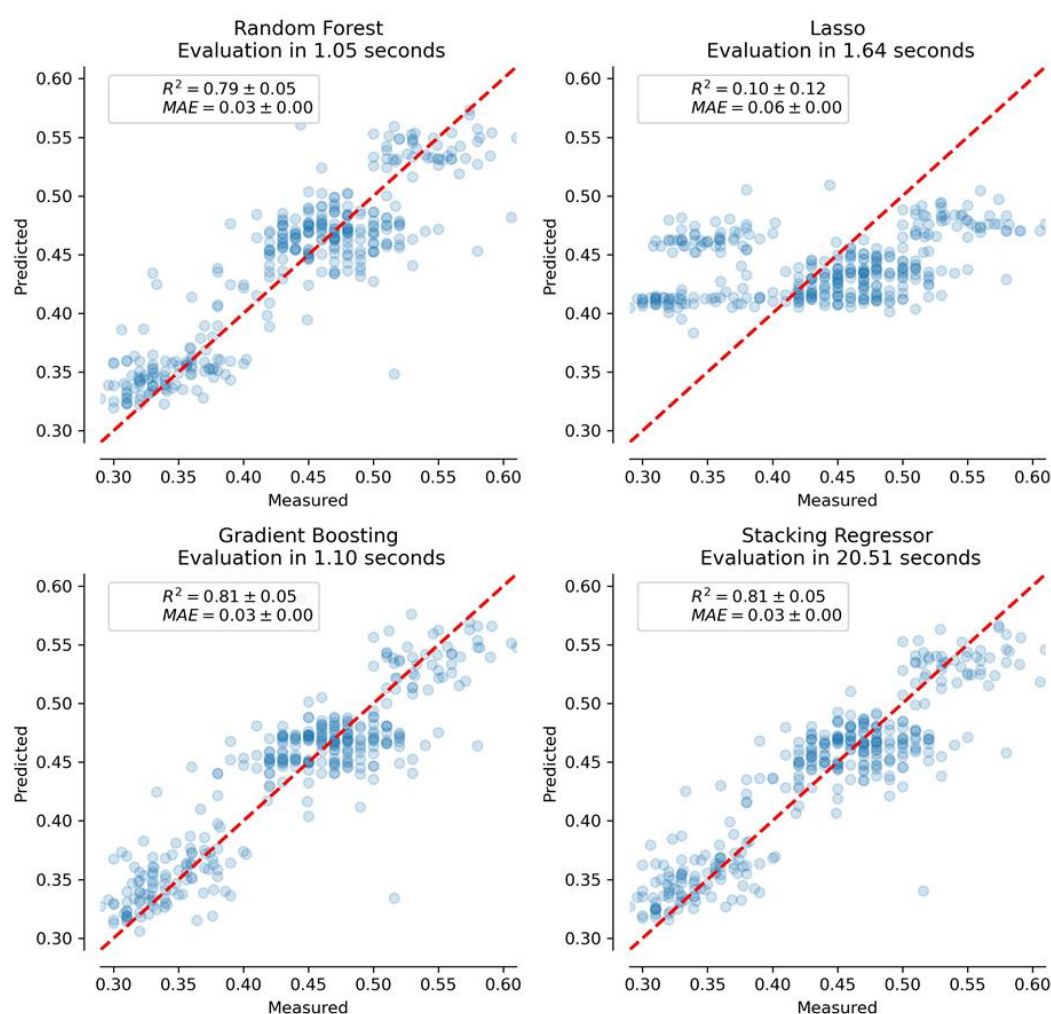 Random Forest
Evaluation in 1.05 seconds
R² = 0.79 ± 0.05
MAE = 0.03 ± 0.00
0.60
0.55
0.50
0.45
0.40
0.35
0.30
Predicted
0.30 0.35 0.40 0.45 0.50 0.55 0.60
Measured
Lasso
Evaluation in 1.64 seconds
R² = 0.10 ± 0.12
MAE = 0.06 ± 0.00
0.60
0.55
0.50
0.45
0.40
0.35
0.30
Predicted
0.30 0.35 0.40 0.45 0.50 0.55 0.60
Measured
Gradient Boosting
Evaluation in 1.10 seconds
R² = 0.81 ± 0.05
MAE = 0.03 ± 0.00
0.60
0.55
0.50
0.45
0.40
0.35
0.30
Predicted
0.30 0.35 0.40 0.45 0.50 0.55 0.60
Measured
Stacking Regressor
Evaluation in 20.51 seconds
R² = 0.81 ± 0.05
MAE = 0.03 ± 0.00
0.60
0.55
0.50
0.45
0.40
0.35
0.30
Predicted
0.30 0.35 0.40 0.45 0.50 0.55 0.60
Measured